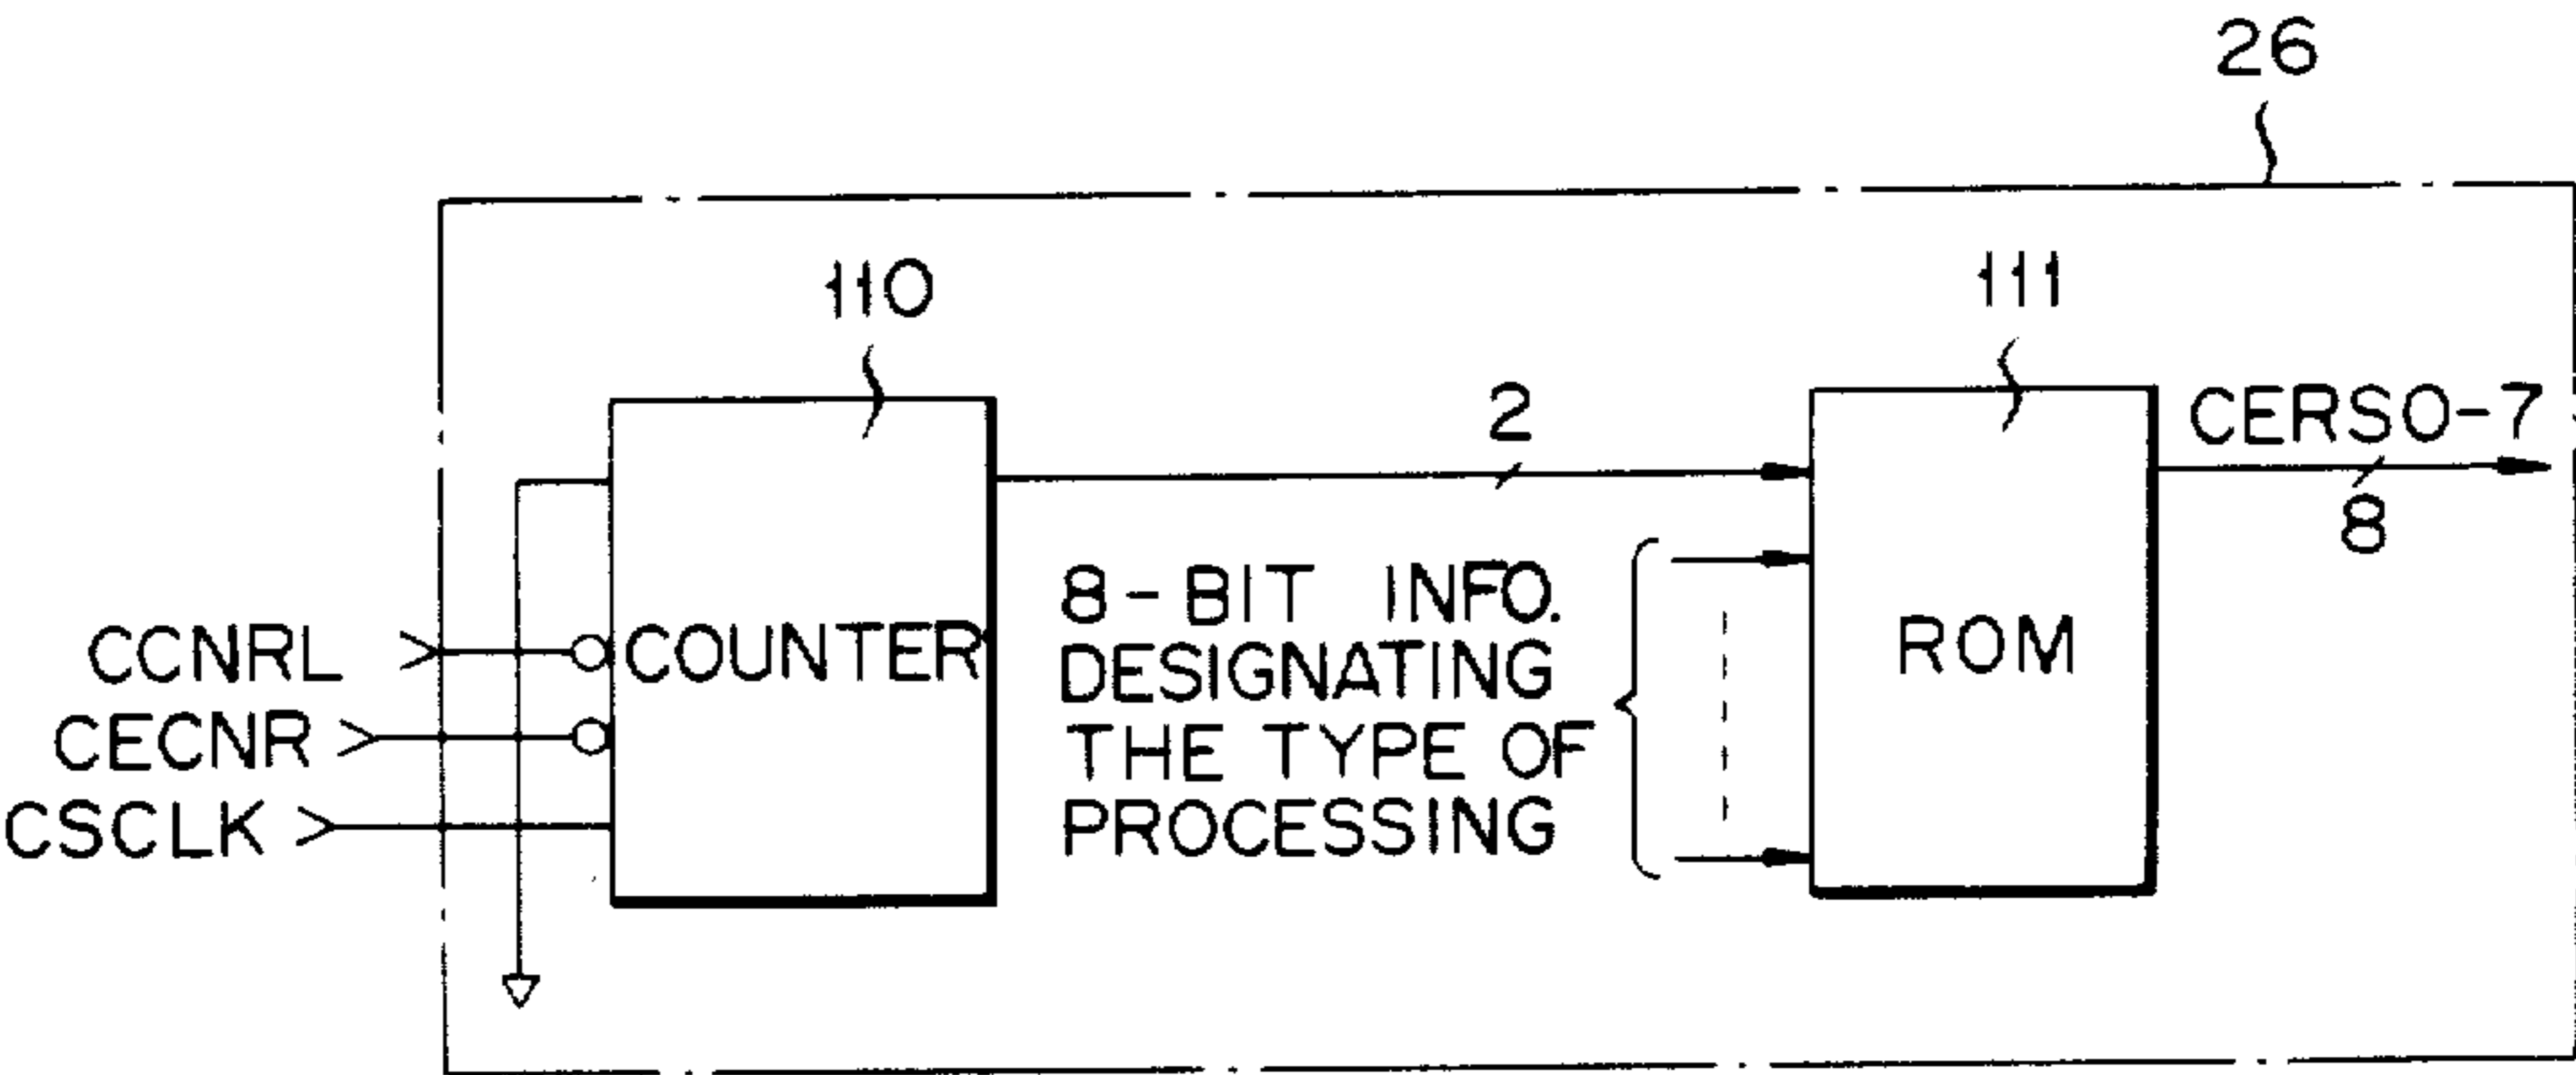 26
110
111
2
CERS0-7
8
8-BIT INFO.
DESIGNATING
THE TYPE OF
PROCESSING
CCNRL
COUNTER
ROM
CECNR
CSCLK